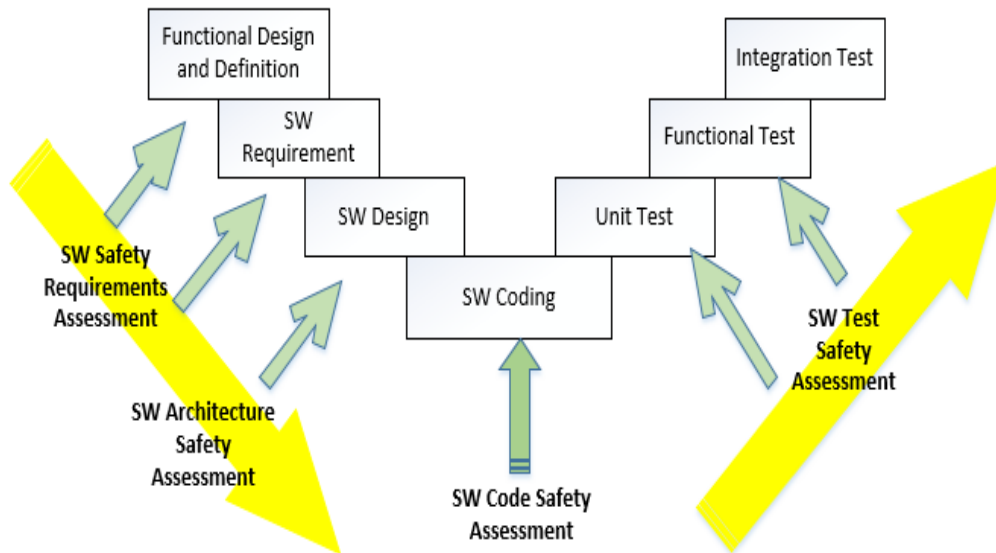 Functional Design
and Definition
Integration Test
SW
Requirement
Functional Test
SW Design
Unit Test
SW Safety
Requirements
Assessment
SW Coding
SW Test
Safety
Assessment
SW Architecture
Safety
Assessment
SW Code Safety
Assessment